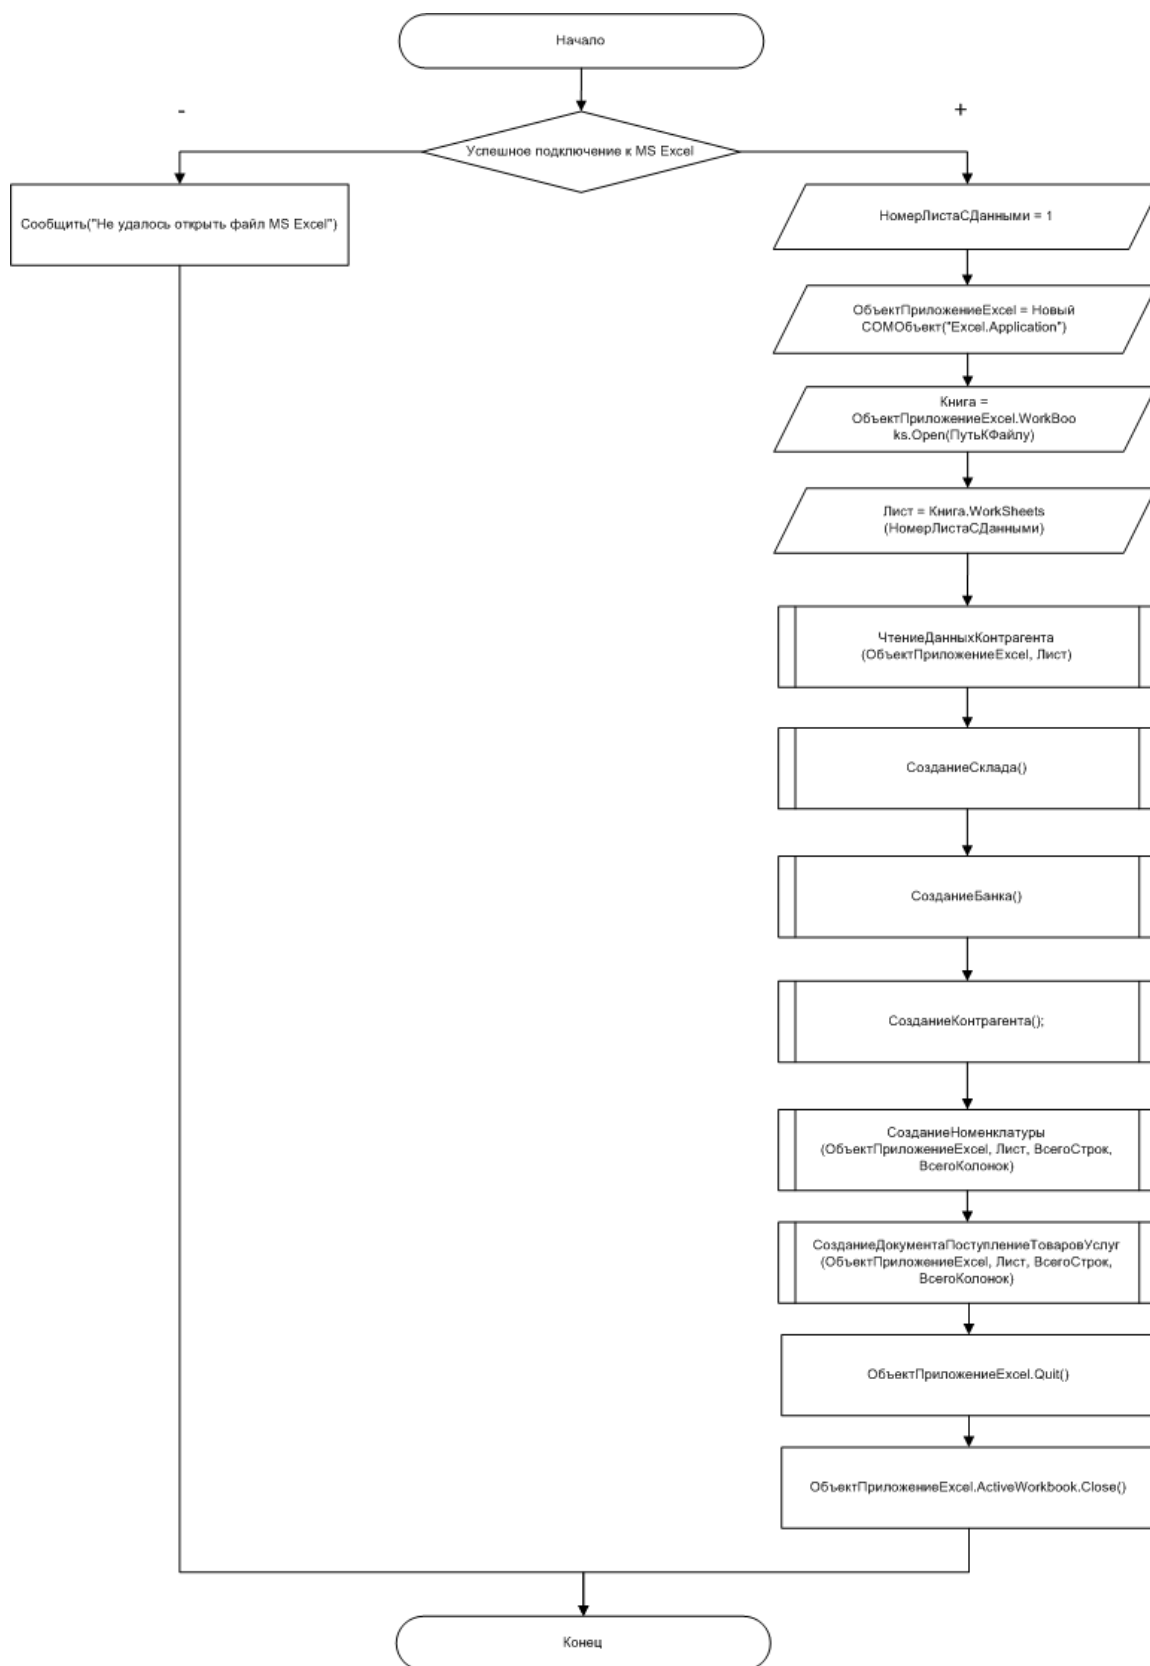 Начало
-
+
Успешное подключение к MS Excel
Сообщить("Не удалось открыть файл MS Excel")
НомерЛистаСДанными = 1
ОбъектПриложениеExcel = Новый
COMОбъект("Excel.Application")
Книга =
ОбъектПриложениеExcel.WorkBoo
ks.Open(ПутьКФайлу)
Лист = Книга.WorkSheets
(НомерЛистаСДанными)
ЧтениеДанныхКонтрагента
(ОбъектПриложениеExcel, Лист)
СозданиеСклада()
СозданиеБанка()
СозданиеКонтрагента();
СозданиеНоменклатуры
(ОбъектПриложениеExcel, Лист, ВсегоСтрок,
ВсегоКолонок)
СозданиеДокументаПоступлениеТоваровУслуг
(ОбъектПриложениеExcel, Лист, ВсегоСтрок,
ВсегоКолонок)
ОбъектПриложениеExcel.Quit()
ОбъектПриложениеExcel.ActiveWorkbook.Close()
Конец